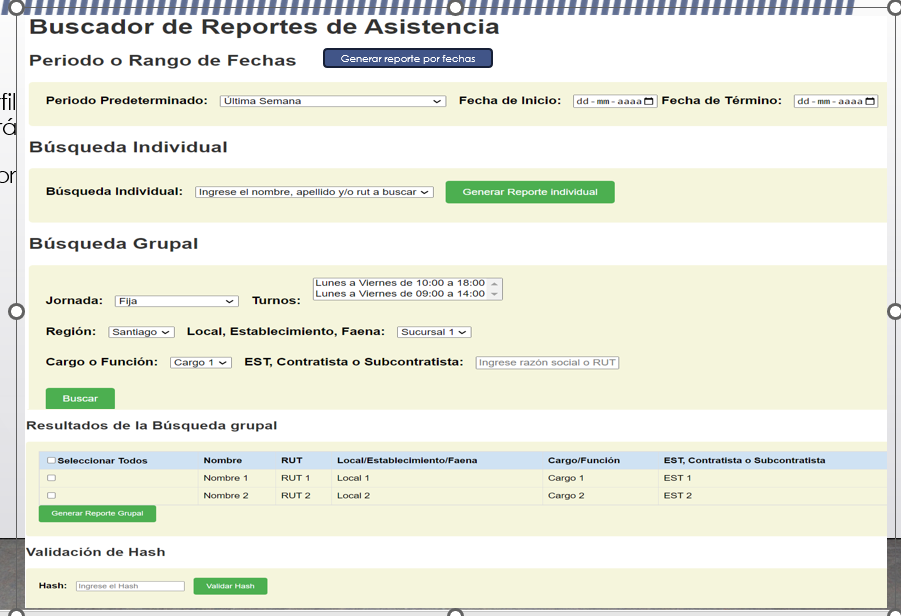 Buscador de Reportes de Asistencia
Periodo o Rango de Fechas Generar reporte por fechas
Periodo Predeterminado: Última Semana Fecha de Inicio: dd-mm-aaaa Fecha de Término: dd-mm-aaaa
Búsqueda Individual
Búsqueda Individual: Ingrese el nombre, apellido y/o rut a buscar Generar Reporte individual
Búsqueda Grupal
Lunes a Viernes de 10:00 a 18:00
Lunes a Viernes de 09:00 a 14:00
Jornada: Fija Turnos:
Región: Santiago Local, Establecimiento, Faena: Sucursal 1
Cargo o Función: Cargo 1 EST, Contratista o Subcontratista: Ingrese razón social o RUT
Buscar
Resultados de la Búsqueda grupal
Seleccionar Todos Nombre RUT Local/Establecimiento/Faena Cargo/Función EST, Contratista o Subcontratista
Nombre 1 RUT 1 Local 1 Cargo 1 EST 1
Nombre 2 RUT 2 Local 2 Cargo 2 EST 2
Generar Reporte Grupal
Validación de Hash
Hash: Ingrese el Hash Validar Hash